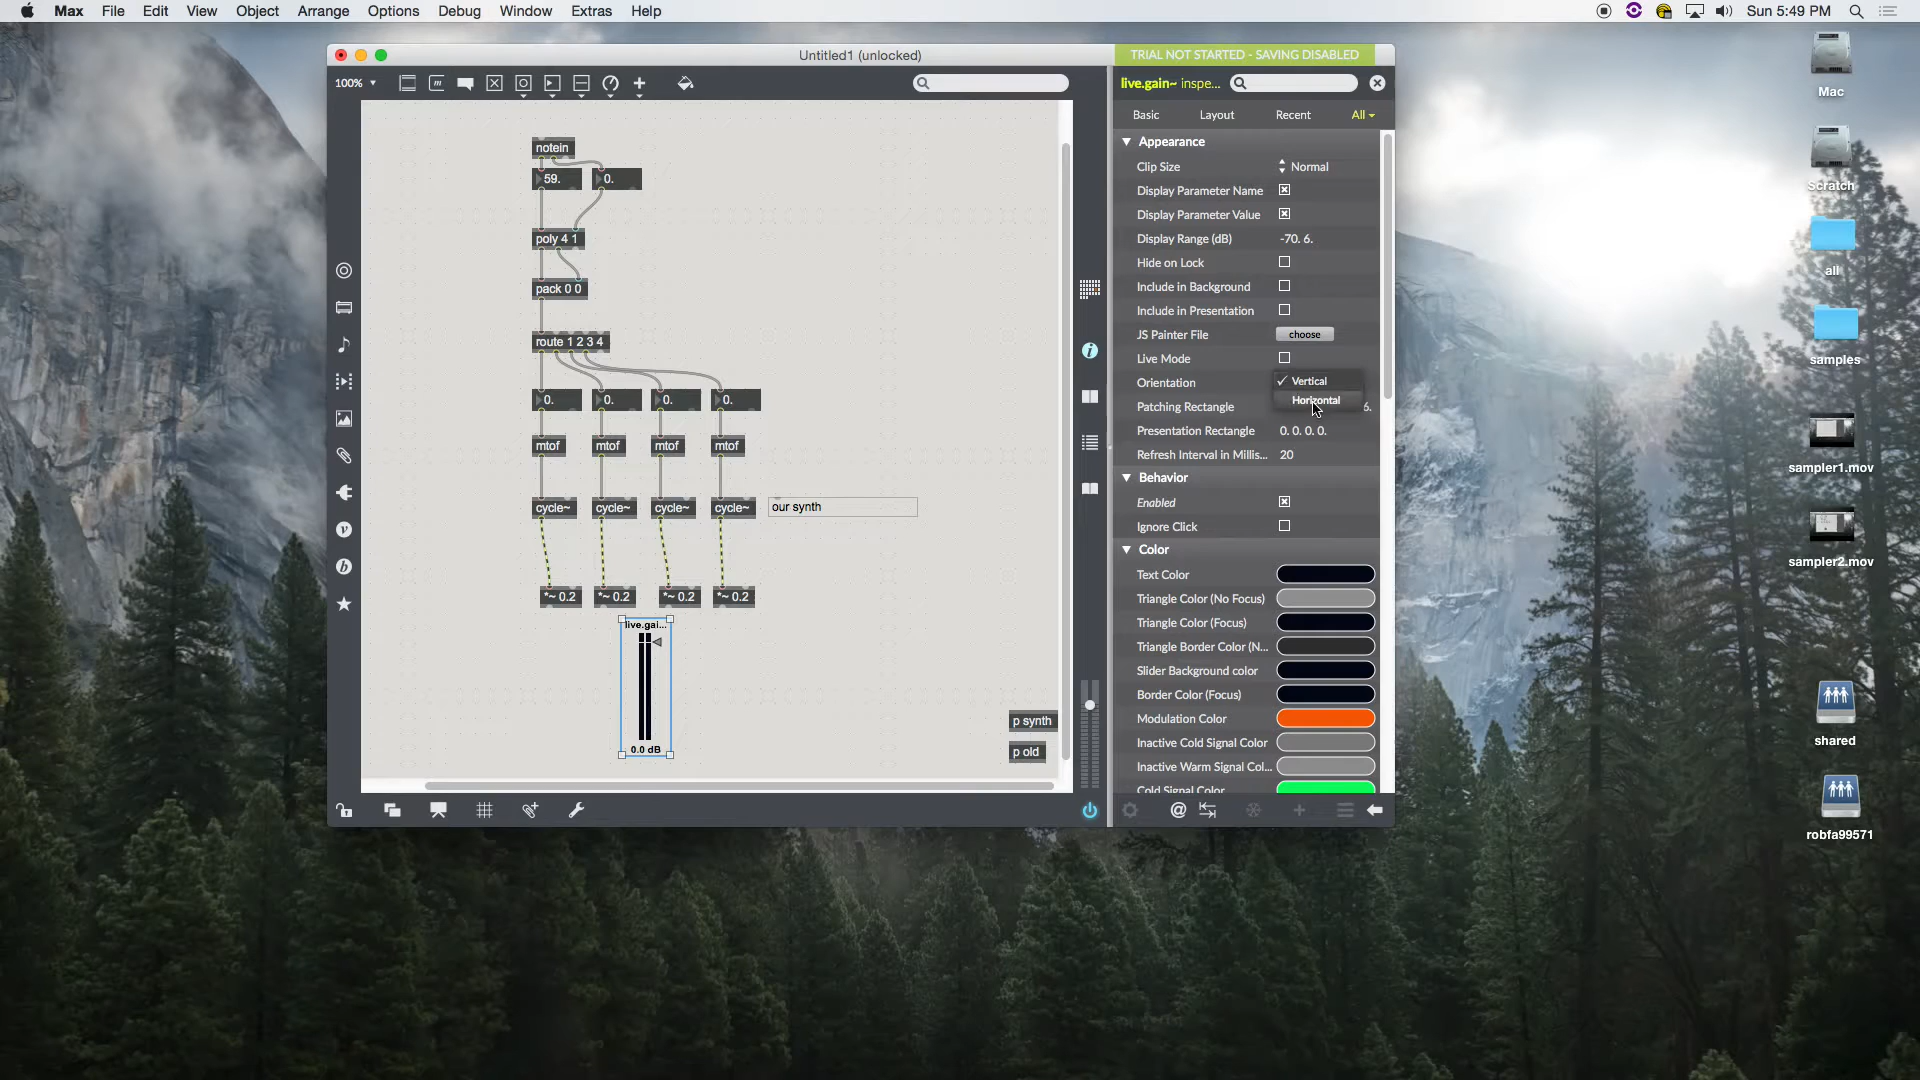 Max File Edit View Object Arrange Options Debug Window Extras Help
Sun 5:49 PM
Untitled1 (unlocked)
TRIAL NOT STARTED - SAVING DISABLED
100%
live.gain~ inspe...
Basic Layout Recent All
notein
59. 0.
poly 4 1
pack 0 0
route 1 2 3 4
0. 0. 0. 0.
mtof mtof mtof mtof
cycle~ cycle~ cycle~ cycle~ our synth
*~ 0.2 *~ 0.2 *~ 0.2 *~ 0.2
live.gai...
0.0 dB
p synth
p old
Appearance
Clip Size Normal
Display Parameter Name
Display Parameter Value
Display Range (dB) -70. 6.
Hide on Lock
Include in Background
Include in Presentation
JS Painter File choose
Live Mode
Orientation Vertical
Horizontal
Patching Rectangle 6.
Presentation Rectangle 0. 0. 0. 0.
Refresh Interval in Millis... 20
Behavior
Enabled
Ignore Click
Color
Text Color
Triangle Color (No Focus)
Triangle Color (Focus)
Triangle Border Color (N...
Slider Background color
Border Color (Focus)
Modulation Color
Inactive Cold Signal Color
Inactive Warm Signal Col...
Cold Signal Color
Mac
Scratch
all
samples
sampler1.mov
sampler2.mov
shared
robfa99571